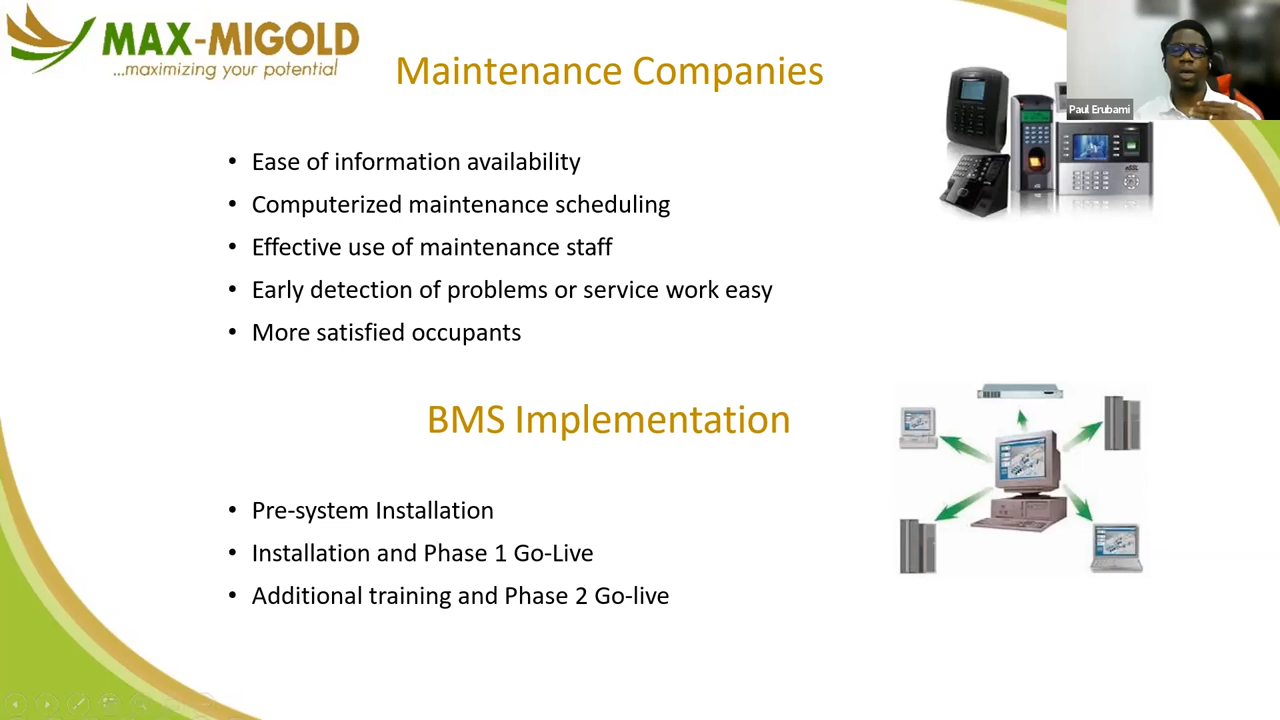 MAX-MIGOLD
...maximizing your potential
Maintenance Companies
Paul Erubami
• Ease of information availability
• Computerized maintenance scheduling
• Effective use of maintenance staff
• Early detection of problems or service work easy
• More satisfied occupants
BMS Implementation
• Pre-system Installation
• Installation and Phase 1 Go-Live
• Additional training and Phase 2 Go-live